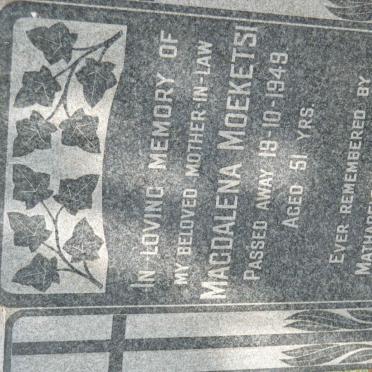 IN LOVING MEMORY OF
MY BELOVED MOTHER-IN-LAW
MAGDALENA MOEKETSI
PASSED AWAY 19-10-1949
AGED 51 YRS.
EVER REMEMBERED BY